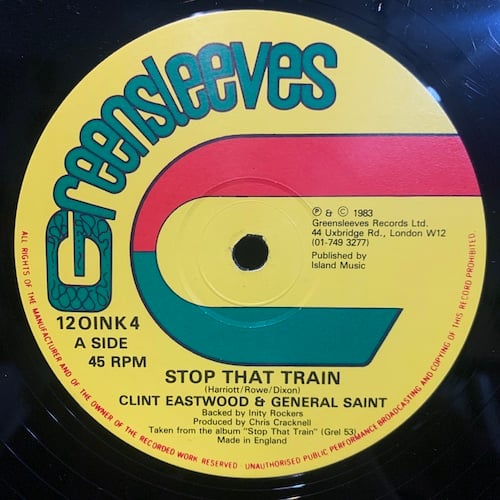 Greensleeves
℗ & © 1983
Greensleeves Records Ltd.
44 Uxbridge Rd., London W12
(01-749 3277)
Published by
Island Music
12 OINK 4
A SIDE
45 RPM
STOP THAT TRAIN
(Harriott/Rowe/Dixon)
CLINT EASTWOOD & GENERAL SAINT
Backed by Inity Rockers
Produced by Chris Cracknell
Taken from the album "Stop That Train" (Grel 53)
Made in England
ALL RIGHTS OF THE MANUFACTURER AND OF THE OWNER OF THE RECORDED WORK RESERVED - UNAUTHORISED PUBLIC PERFORMANCE BROADCASTING AND COPYING OF THIS RECORD PROHIBITED.